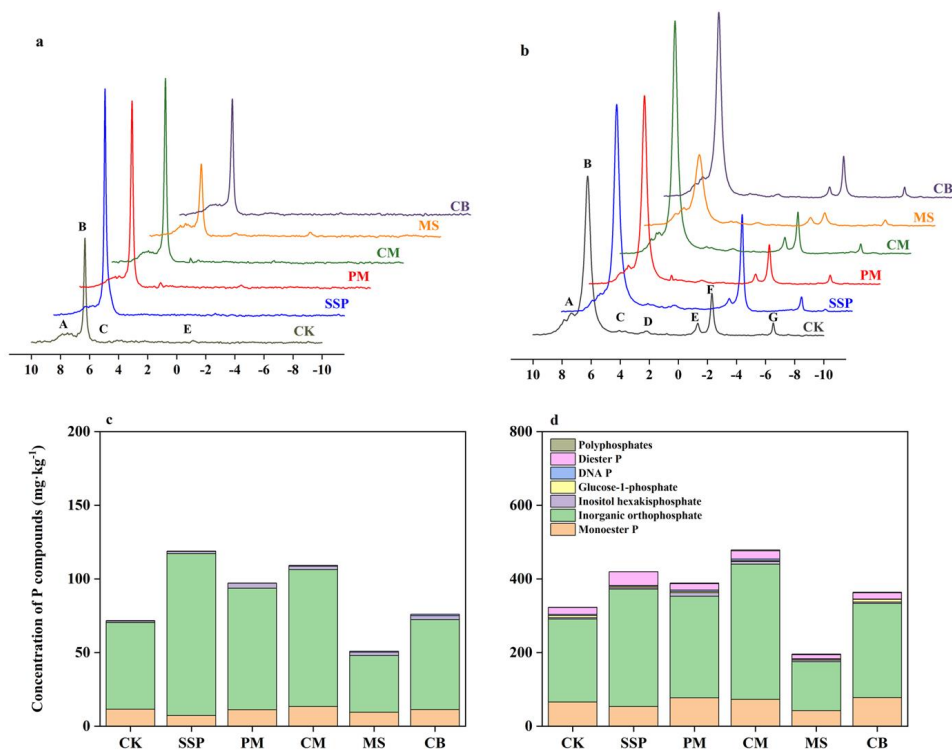 a
CB
MS
CM
PM
SSP
CK
B
A
C
E
10 8 6 4 2 0 -2 -4 -6 -8 -10
b
CB
MS
CM
PM
SSP
CK
B
A
C
D
E
F
G
10 8 6 4 2 0 -2 -4 -6 -8 -10
c
Concentration of P compounds (mg·kg⁻¹)
200
150
100
50
0
CK SSP PM CM MS CB
d
800
600
400
200
0
Polyphosphates
Diester P
DNA P
Glucose-1-phosphate
Inositol hexakisphosphate
Inorganic orthophosphate
Monoester P
CK SSP PM CM MS CB